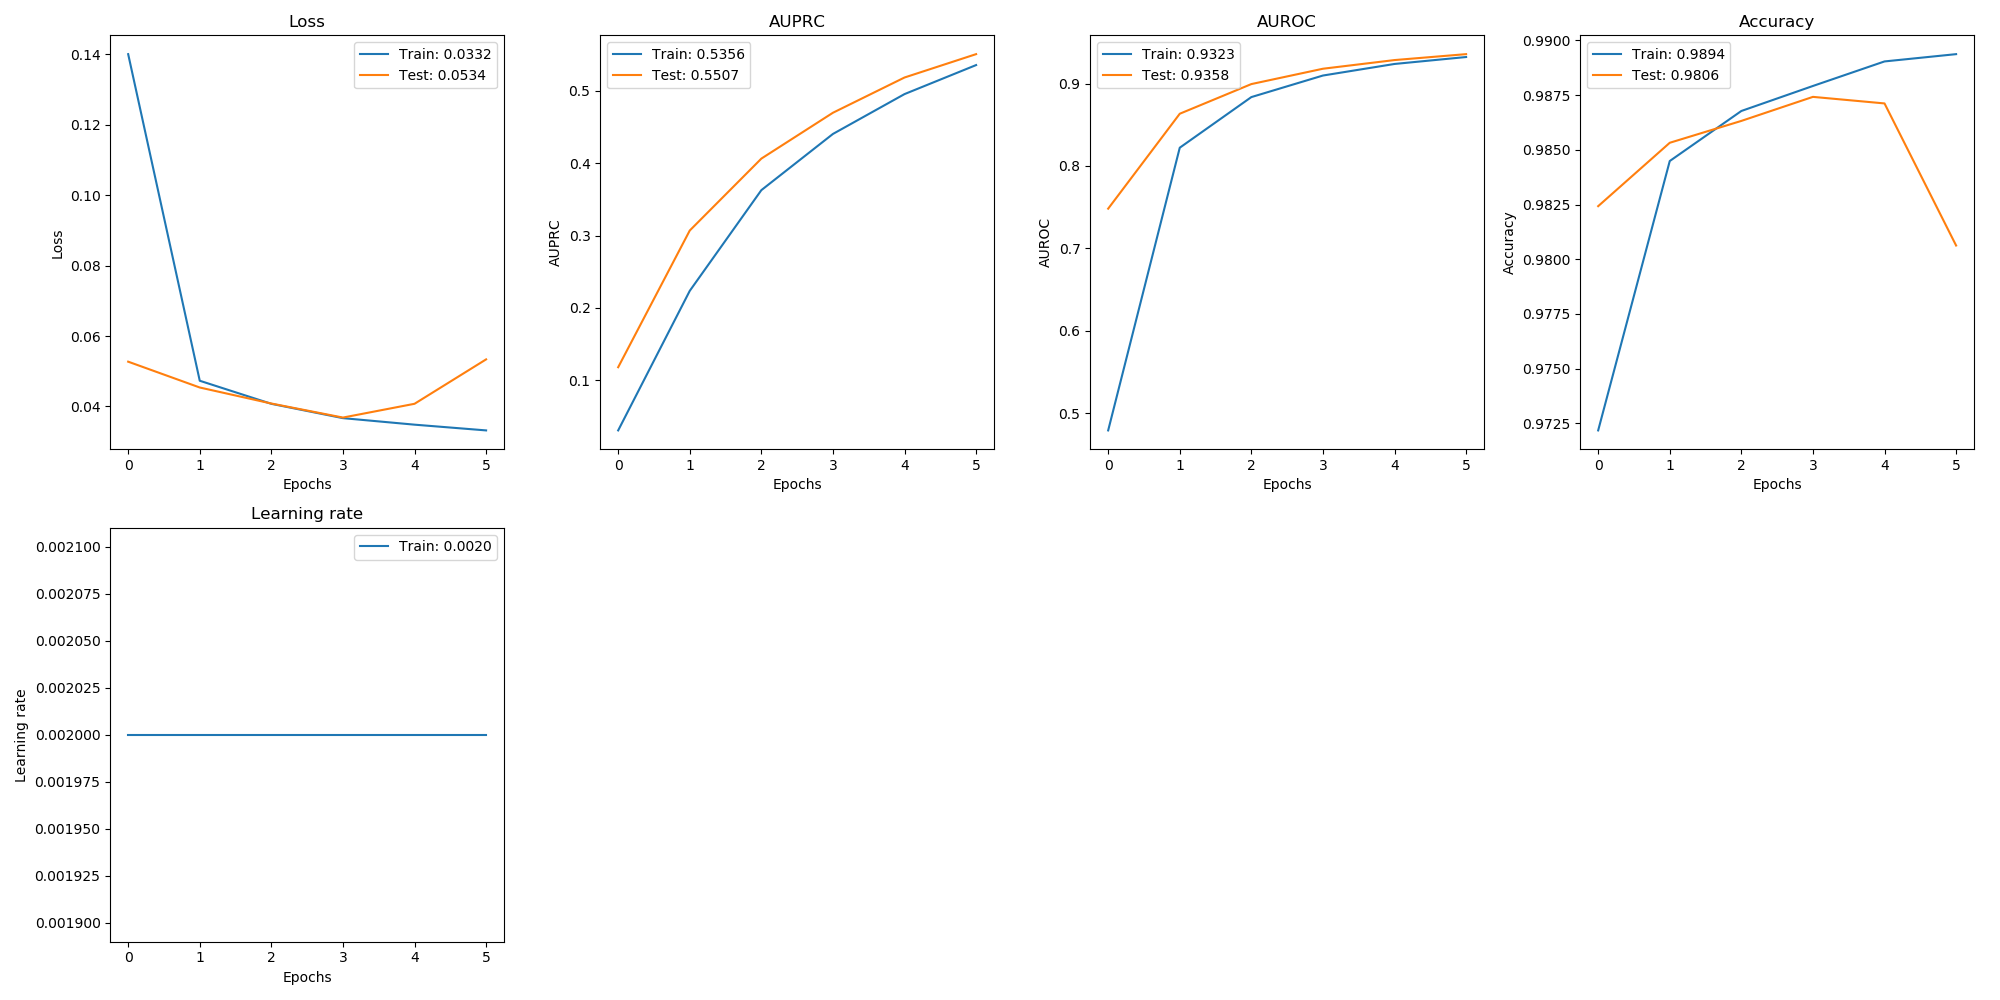 Loss
Train: 0.0332
Test: 0.0534
0.14
0.12
0.10
0.08
0.06
0.04
Loss
0 1 2 3 4 5
Epochs
AUPRC
Train: 0.5356
Test: 0.5507
0.5
0.4
0.3
0.2
0.1
AUPRC
0 1 2 3 4 5
Epochs
AUROC
Train: 0.9323
Test: 0.9358
0.9
0.8
0.7
0.6
0.5
AUROC
0 1 2 3 4 5
Epochs
Accuracy
Train: 0.9894
Test: 0.9806
0.9900
0.9875
0.9850
0.9825
0.9800
0.9775
0.9750
0.9725
Accuracy
0 1 2 3 4 5
Epochs
Learning rate
Train: 0.0020
0.002100
0.002075
0.002050
0.002025
0.002000
0.001975
0.001950
0.001925
0.001900
Learning rate
0 1 2 3 4 5
Epochs